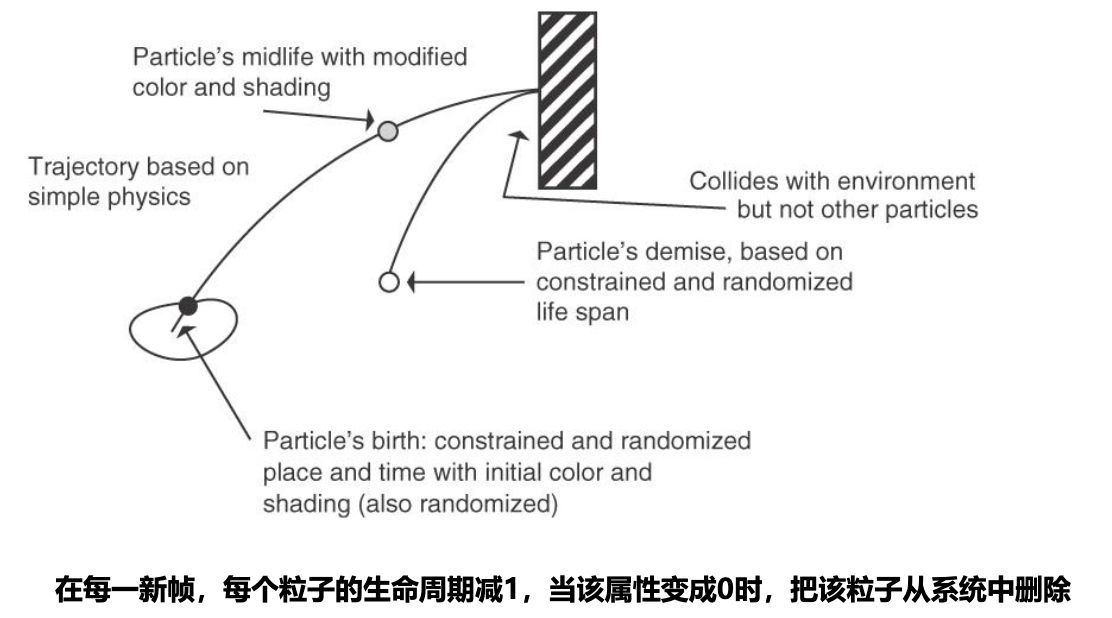 Particle's midlife with modified
color and shading
Trajectory based on
simple physics
Collides with environment
but not other particles
Particle's demise, based on
constrained and randomized
life span
Particle's birth: constrained and randomized
place and time with initial color and
shading (also randomized)
在每一新帧，每个粒子的生命周期减1，当该属性变成0时，把该粒子从系统中删除